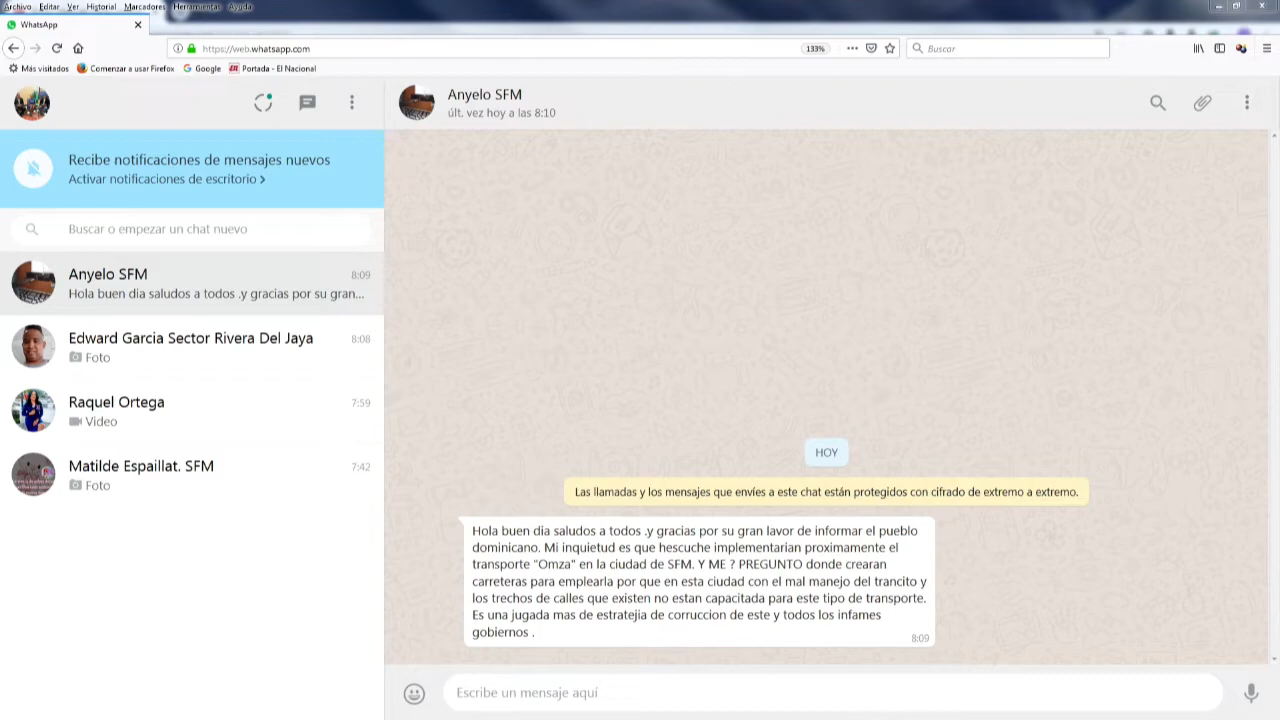 Archivo Editar Ver Historial Marcadores Herramientas Ayuda
WhatsApp
https://web.whatsapp.com
133%
Buscar
Más visitados Comenzar a usar Firefox Google Portada - El Nacional
Anyelo SFM
últ. vez hoy a las 8:10
Recibe notificaciones de mensajes nuevos
Activar notificaciones de escritorio >
Buscar o empezar un chat nuevo
Anyelo SFM 8:09
Hola buen dia saludos a todos .y gracias por su gran...
Edward Garcia Sector Rivera Del Jaya 8:08
Foto
Raquel Ortega 7:59
Video
Matilde Espaillat. SFM 7:42
Foto
HOY
Las llamadas y los mensajes que envíes a este chat están protegidos con cifrado de extremo a extremo.
Hola buen dia saludos a todos .y gracias por su gran lavor de informar el pueblo
dominicano. Mi inquietud es que hescuche implementarian proximamente el
transporte "Omza" en la ciudad de SFM. Y ME ? PREGUNTO donde crearan
carreteras para emplearla por que en esta ciudad con el mal manejo del trancito y
los trechos de calles que existen no estan capacitada para este tipo de transporte.
Es una jugada mas de estratejia de corruccion de este y todos los infames
gobiernos .
8:09
Escribe un mensaje aquí